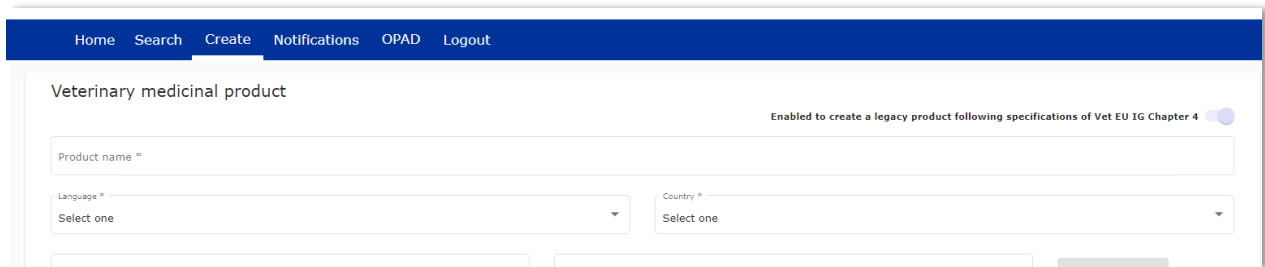 Home Search Create Notifications OPAD Logout
Veterinary medicinal product
Enabled to create a legacy product following specifications of Vet EU IG Chapter 4
Product name *
Language * Country *
Select one Select one